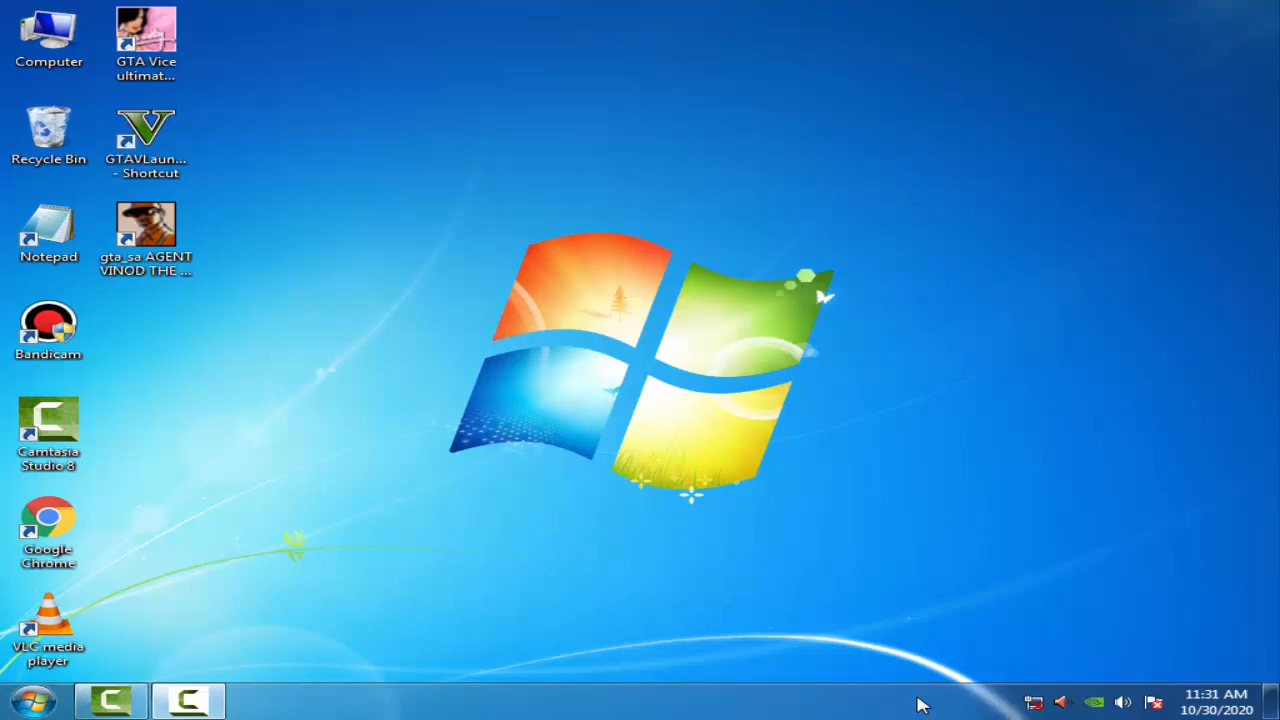 Computer
GTA Vice
ultimat...
Recycle Bin
GTAVLaun...
- Shortcut
Notepad
gta_sa AGENT
VINOD THE ...
Bandicam
Camtasia
Studio 8
Google
Chrome
VLC media
player
11:31 AM
10/30/2020